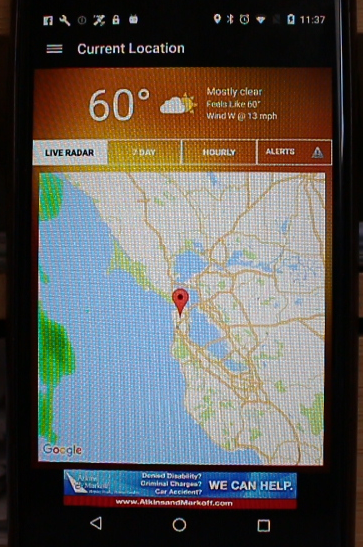 11:37
Current Location
60°
Mostly clear
Feels Like 60°
Wind W @ 13 mph
LIVE RADAR
7 DAY
HOURLY
ALERTS
Google
Atkins
Markoff
Denied Disability?
Criminal Charges?
Car Accident?
WE CAN HELP.
www.AtkinsandMarkoff.com